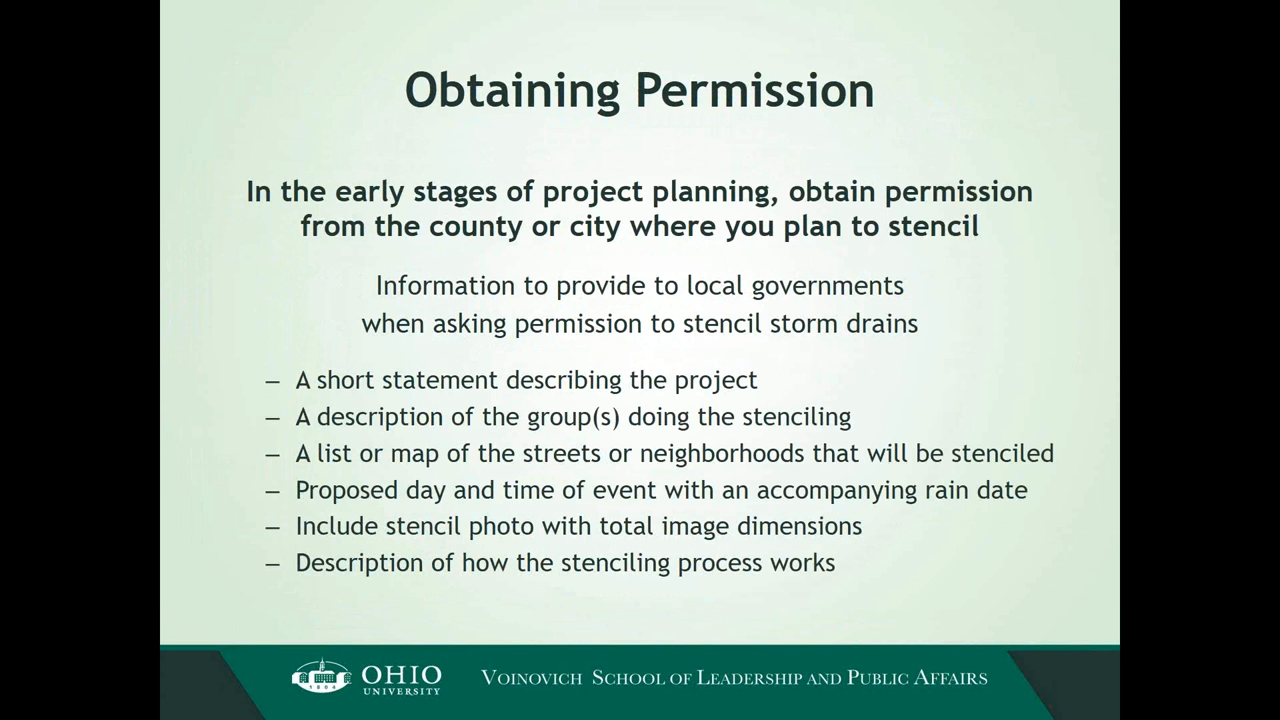 Obtaining Permission
In the early stages of project planning, obtain permission
from the county or city where you plan to stencil
Information to provide to local governments
when asking permission to stencil storm drains
– A short statement describing the project
– A description of the group(s) doing the stenciling
– A list or map of the streets or neighborhoods that will be stenciled
– Proposed day and time of event with an accompanying rain date
– Include stencil photo with total image dimensions
– Description of how the stenciling process works
1804
OHIO
UNIVERSITY
VOINOVICH SCHOOL OF LEADERSHIP AND PUBLIC AFFAIRS